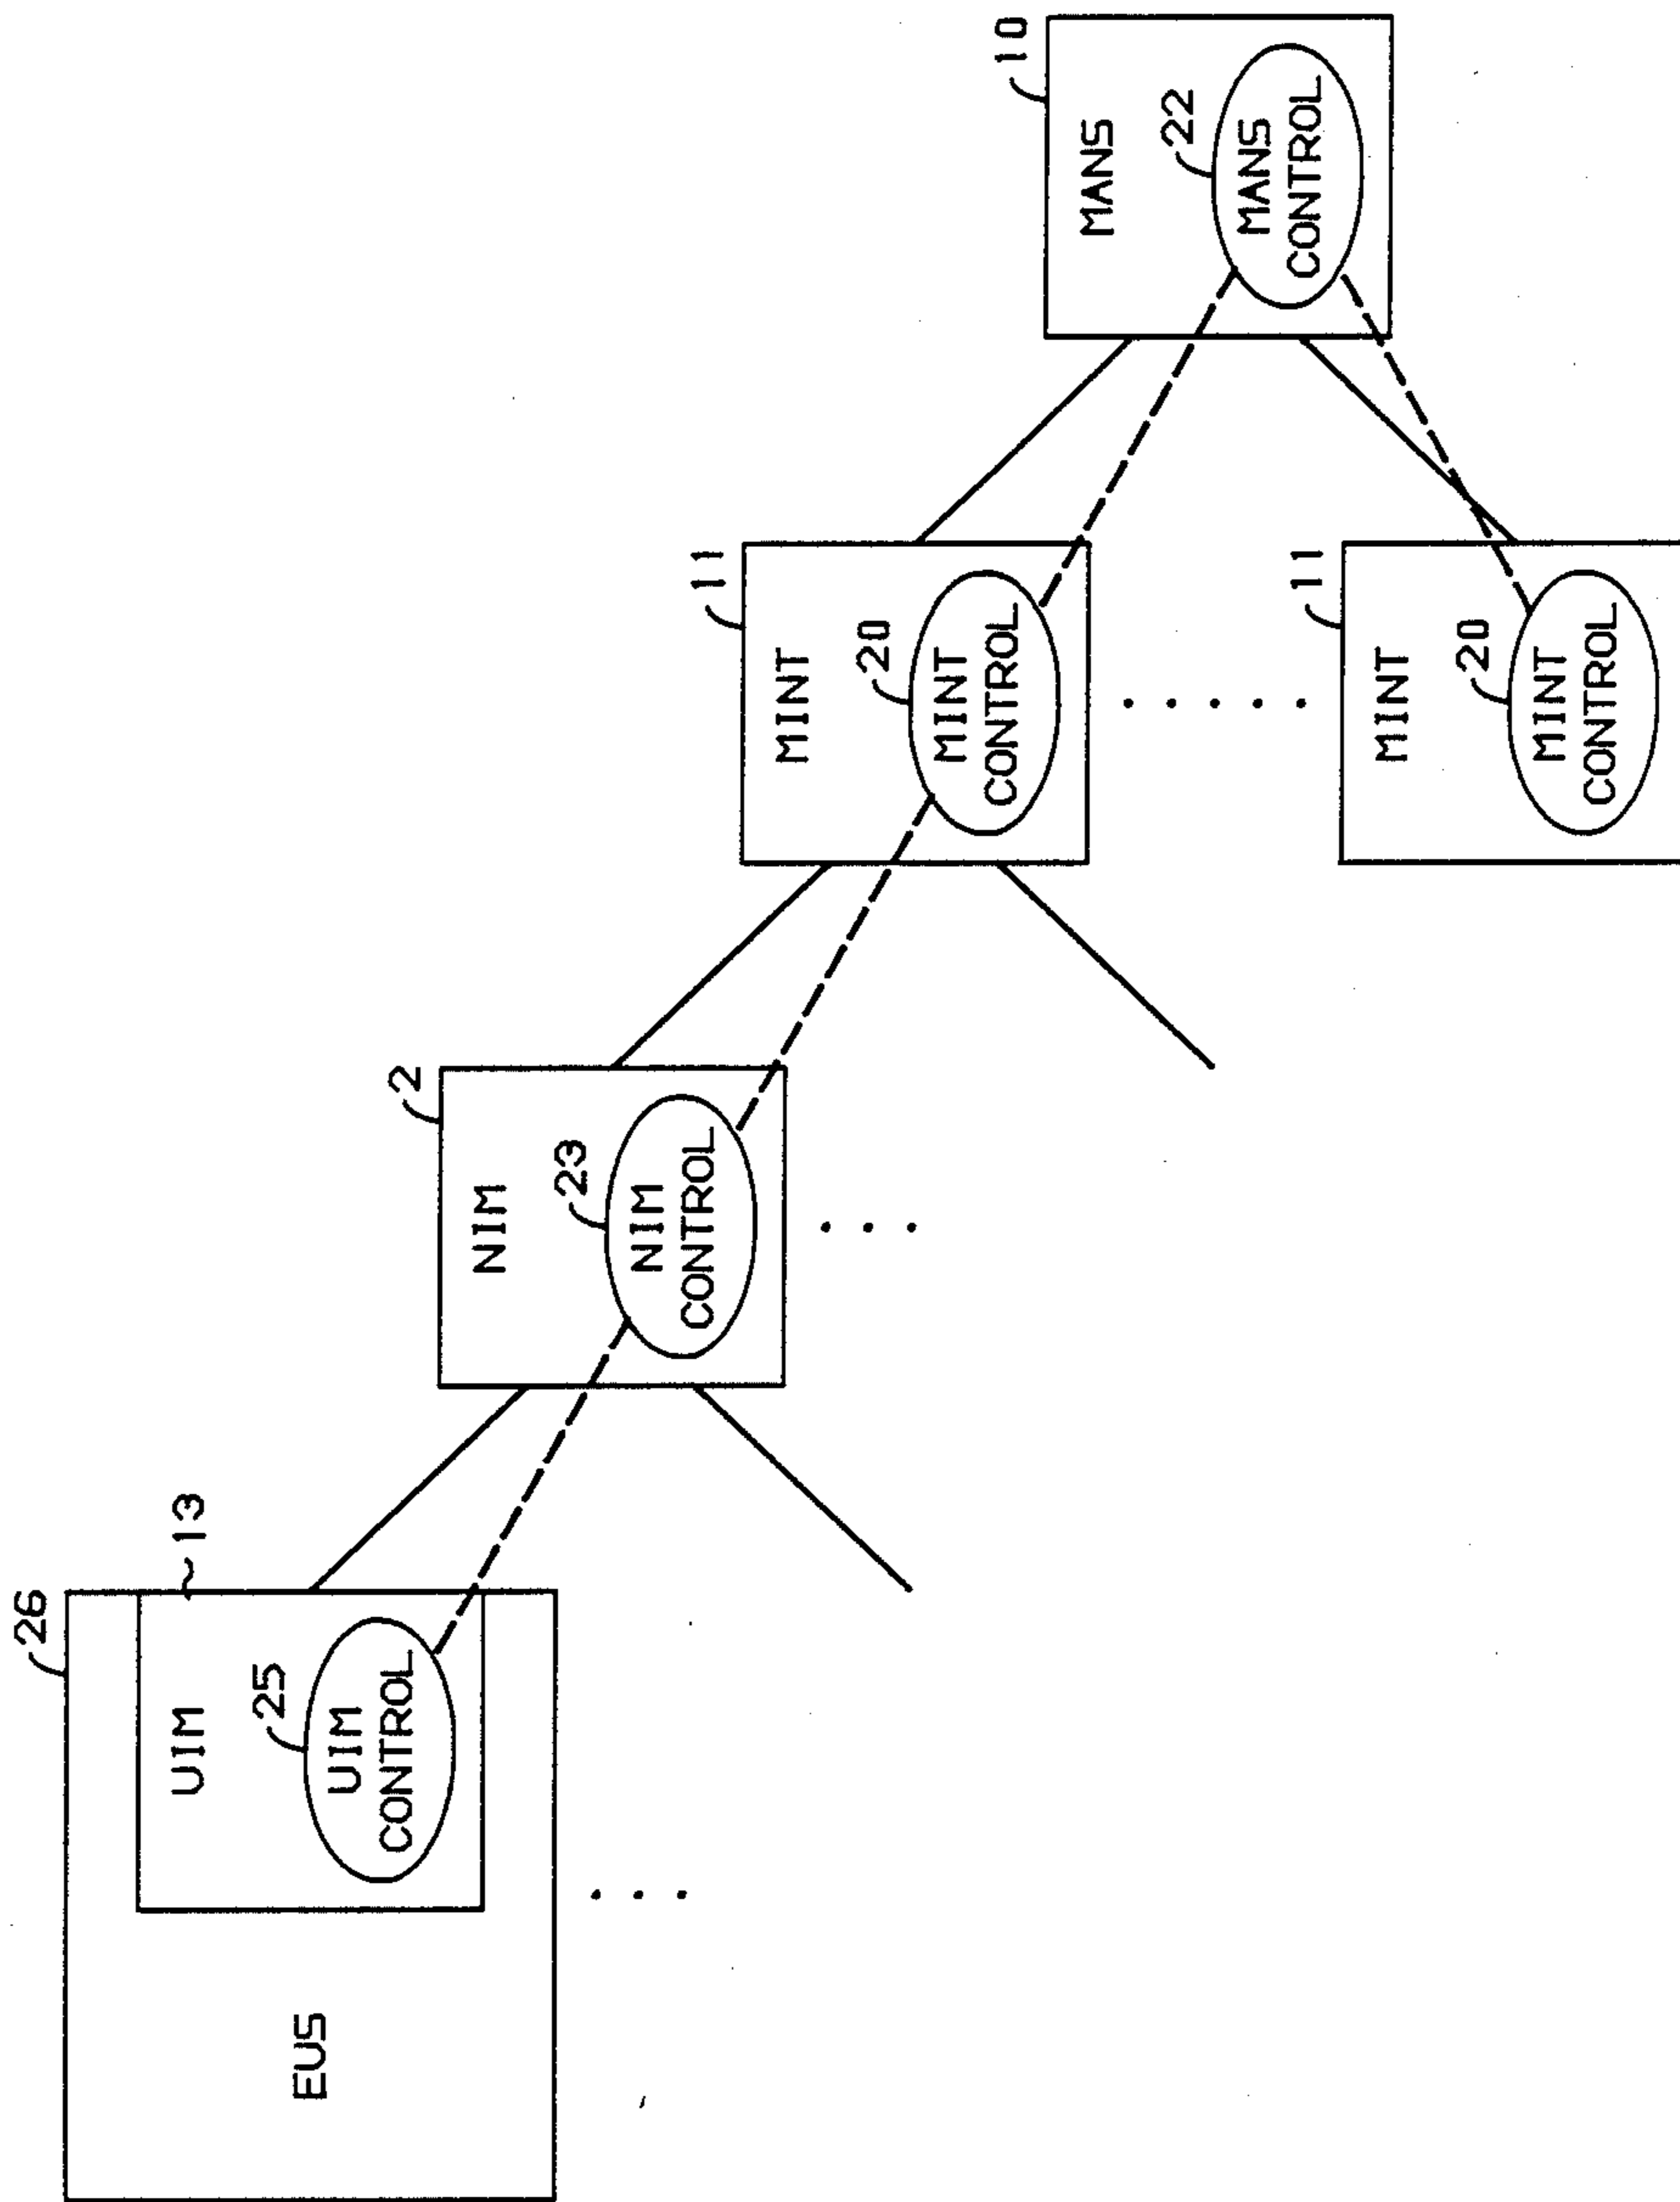 26
EUS
UIM
13
25
UIM
CONTROL
NIM
2
23
NIM
CONTROL
MINT
11
20
MINT
CONTROL
MINT
11
20
MINT
CONTROL
MANS
10
22
MANS
CONTROL